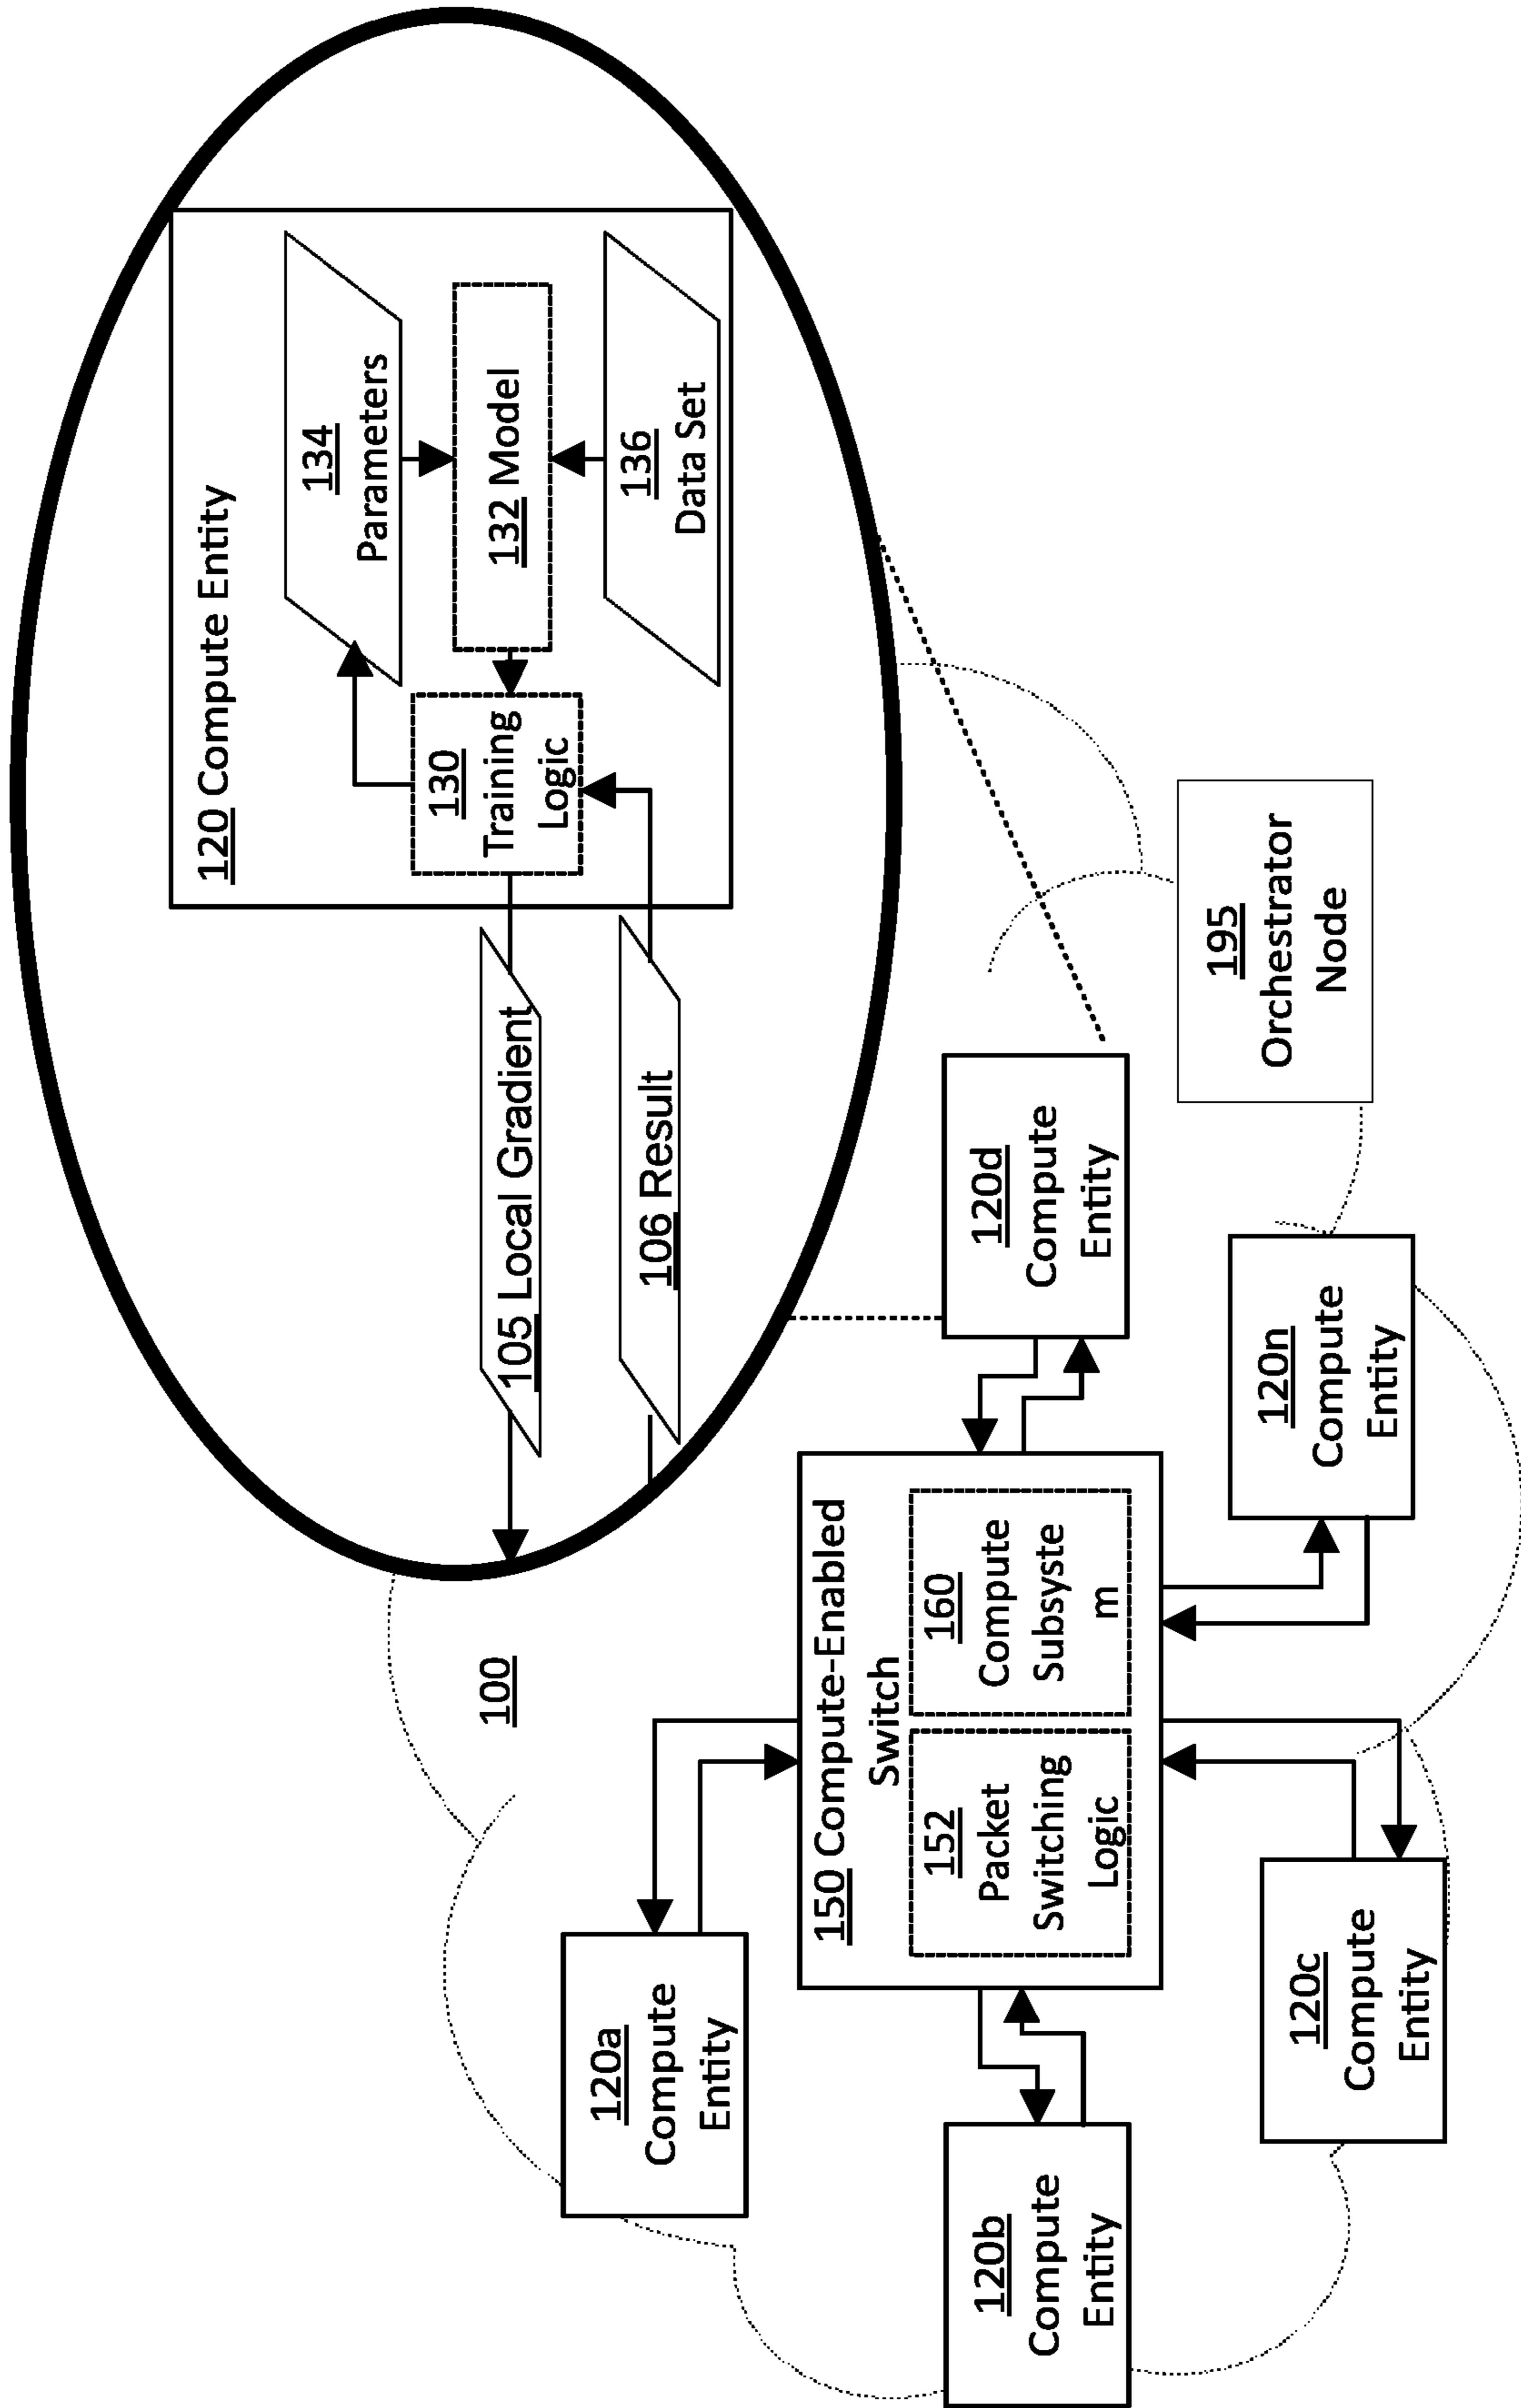 120 Compute Entity
134
Parameters
130
Training
Logic
132 Model
136
Data Set
105 Local Gradient
106 Result
100
120a
Compute
Entity
150 Compute-Enabled
Switch
152
Packet
Switching
Logic
160
Compute
Subsyste
m
120b
Compute
Entity
120d
Compute
Entity
195
Orchestrator
Node
120c
Compute
Entity
120n
Compute
Entity